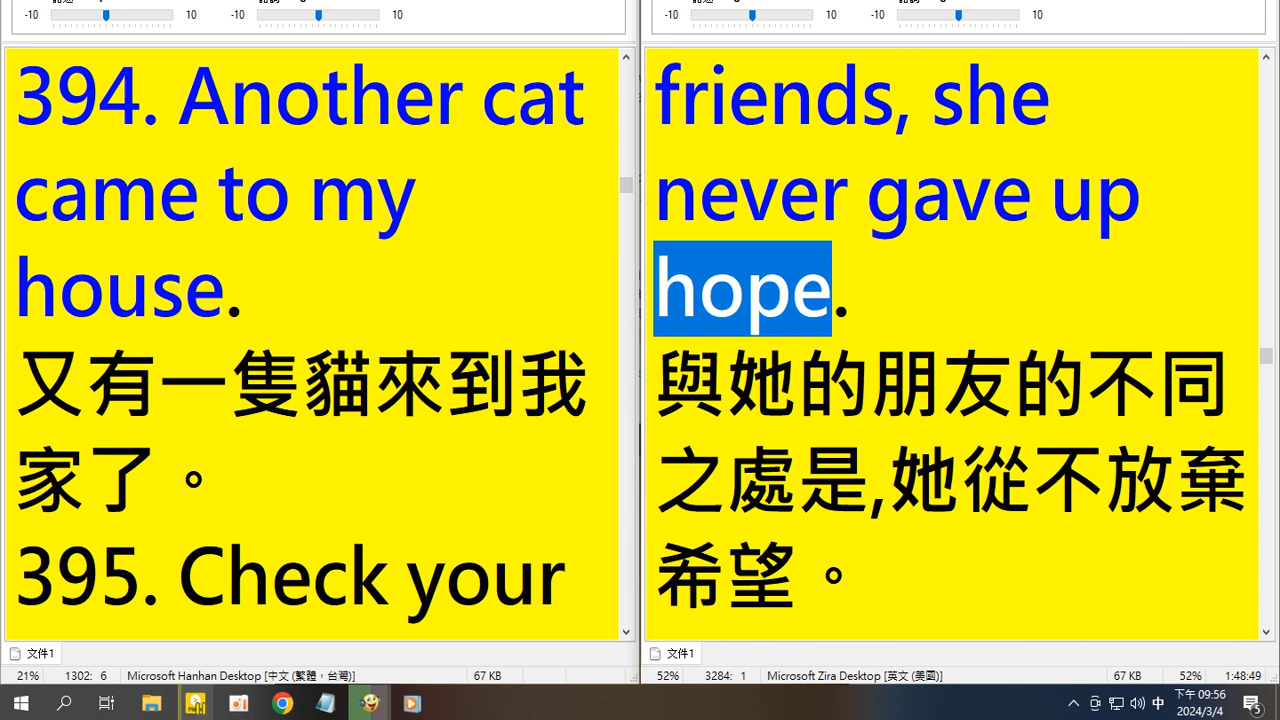 -10 10 -10 10
394. Another cat
came to my
house.
又有一隻貓來到我
家了。
395. Check your
文件1
21% 1302: 6 Microsoft Hanhan Desktop [中文 (繁體，台灣)] 67 KB
-10 10 -10 10
friends, she
never gave up
hope.
與她的朋友的不同
之處是,她從不放棄
希望。
文件1
52% 3284: 1 Microsoft Zira Desktop [英文 (美國)] 67 KB 52% 1:48:49
中 下午 09:56
2024/3/4
5